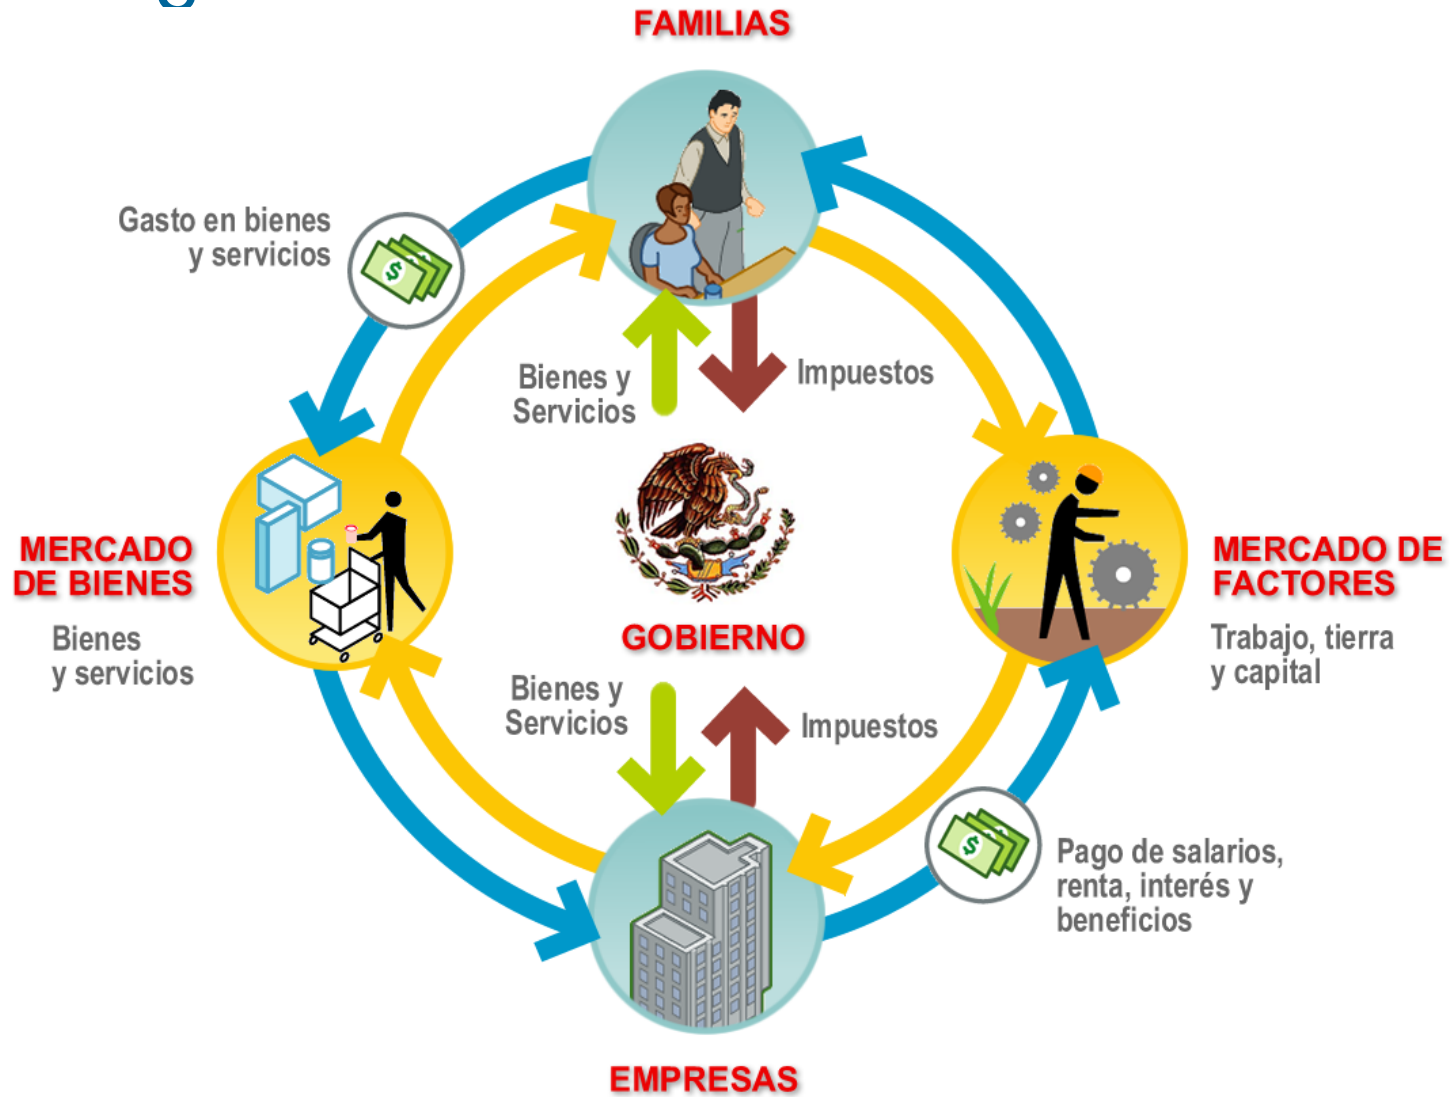 FAMILIAS
Gasto en bienes
y servicios
Bienes y
Servicios
Impuestos
MERCADO
DE BIENES
Bienes
y servicios
GOBIERNO
MERCADO DE
FACTORES
Trabajo, tierra
y capital
Bienes y
Servicios
Impuestos
Pago de salarios,
renta, interés y
beneficios
EMPRESAS